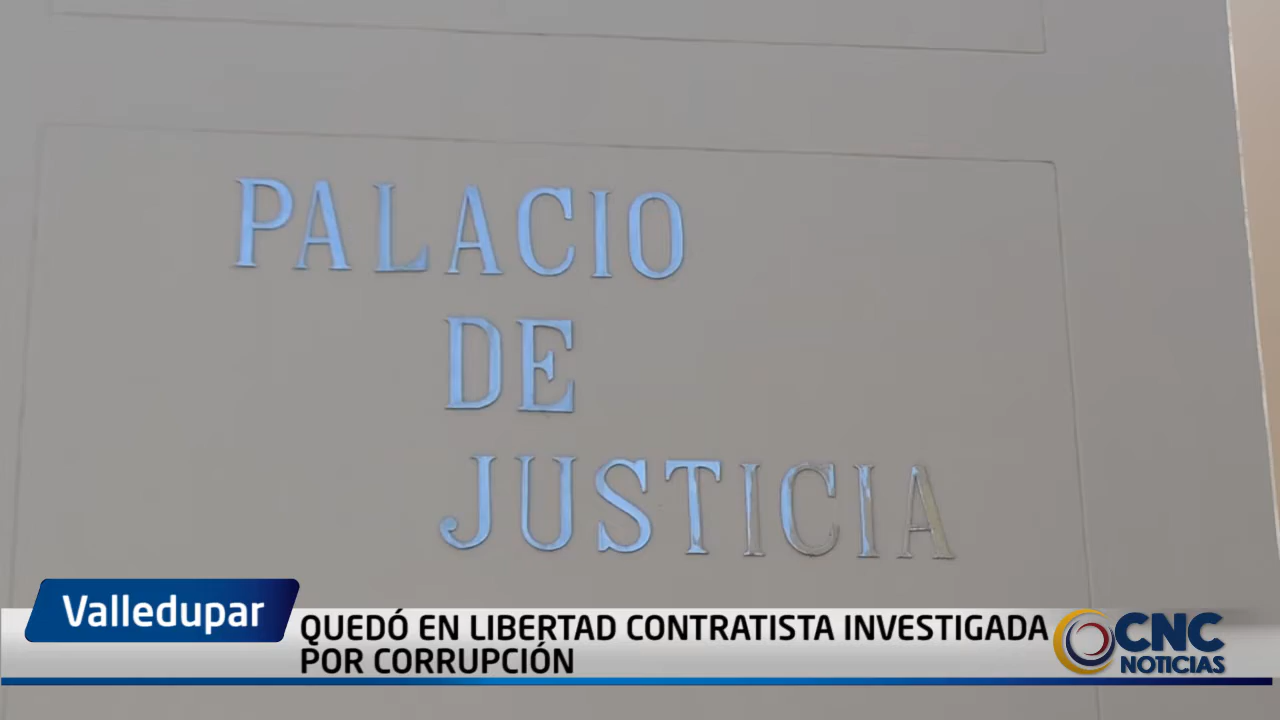 PALACIO
DE
JUSTICIA
Valledupar
QUEDÓ EN LIBERTAD CONTRATISTA INVESTIGADA
POR CORRUPCIÓN
CNC
NOTICIAS